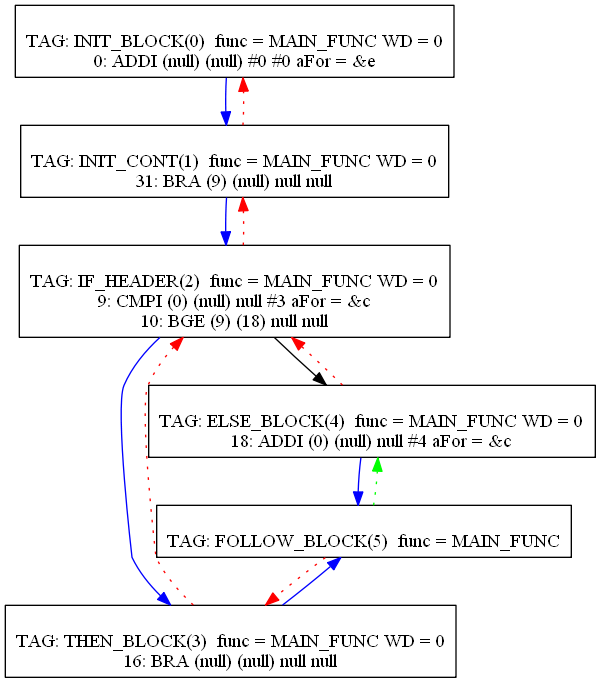 TAG: INIT_BLOCK(0)  func = MAIN_FUNC WD = 0
0: ADDI (null) (null) #0 #0 aFor = &e
TAG: INIT_CONT(1)  func = MAIN_FUNC WD = 0
31: BRA (9) (null) null null
TAG: IF_HEADER(2)  func = MAIN_FUNC WD = 0
9: CMPI (0) (null) null #3 aFor = &c
10: BGE (9) (18) null null
TAG: ELSE_BLOCK(4)  func = MAIN_FUNC WD = 0
18: ADDI (0) (null) null #4 aFor = &c
TAG: FOLLOW_BLOCK(5)  func = MAIN_FUNC
TAG: THEN_BLOCK(3)  func = MAIN_FUNC WD = 0
16: BRA (null) (null) null null